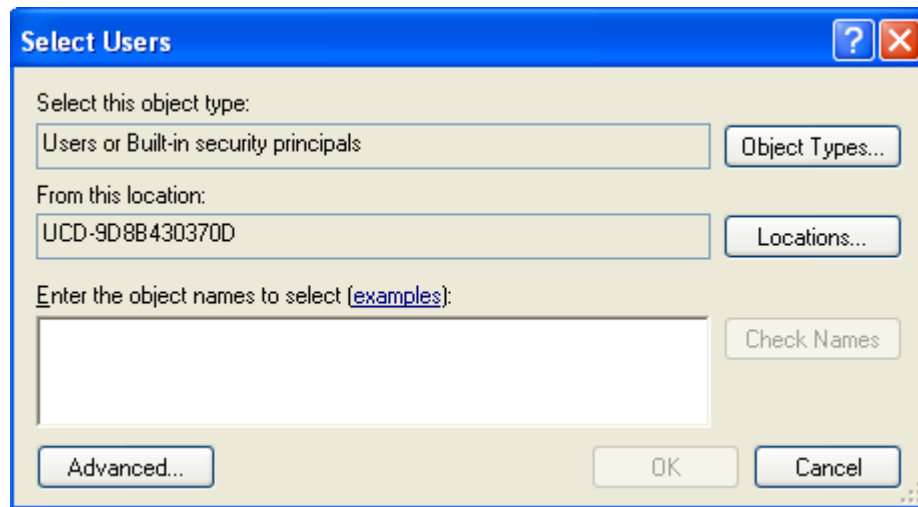 Select Users
Select this object type:
Users or Built-in security principals
Object Types...
From this location:
UCD-9D8B430370D
Locations...
Enter the object names to select (examples):
Check Names
Advanced...
OK
Cancel